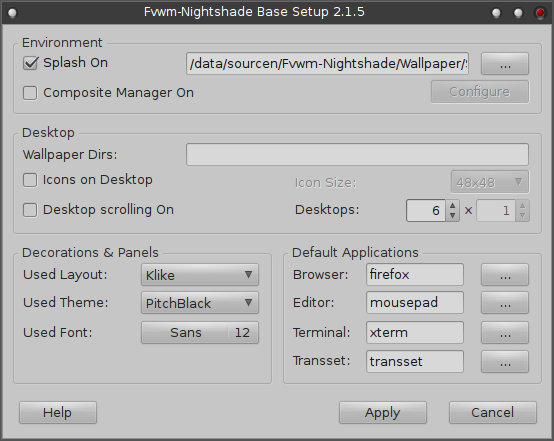 Fvwm-Nightshade Base Setup 2.1.5
Environment
Splash On /data/sourcen/Fvwm-Nightshade/Wallpaper/ ...
Composite Manager On Configure
Desktop
Wallpaper Dirs:
Icons on Desktop Icon Size: 48x48
Desktop scrolling On Desktops: 6 x 1
Decorations & Panels
Used Layout: Klike
Used Theme: PitchBlack
Used Font: Sans 12
Default Applications
Browser: firefox ...
Editor: mousepad ...
Terminal: xterm ...
Transset: transset ...
Help Apply Cancel